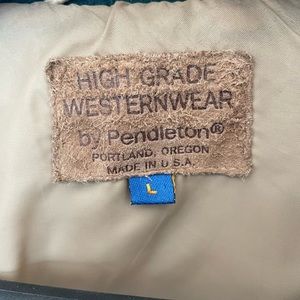 HIGH GRADE
WESTERNWEAR
by Pendleton®
PORTLAND, OREGON
MADE IN U.S.A.
L